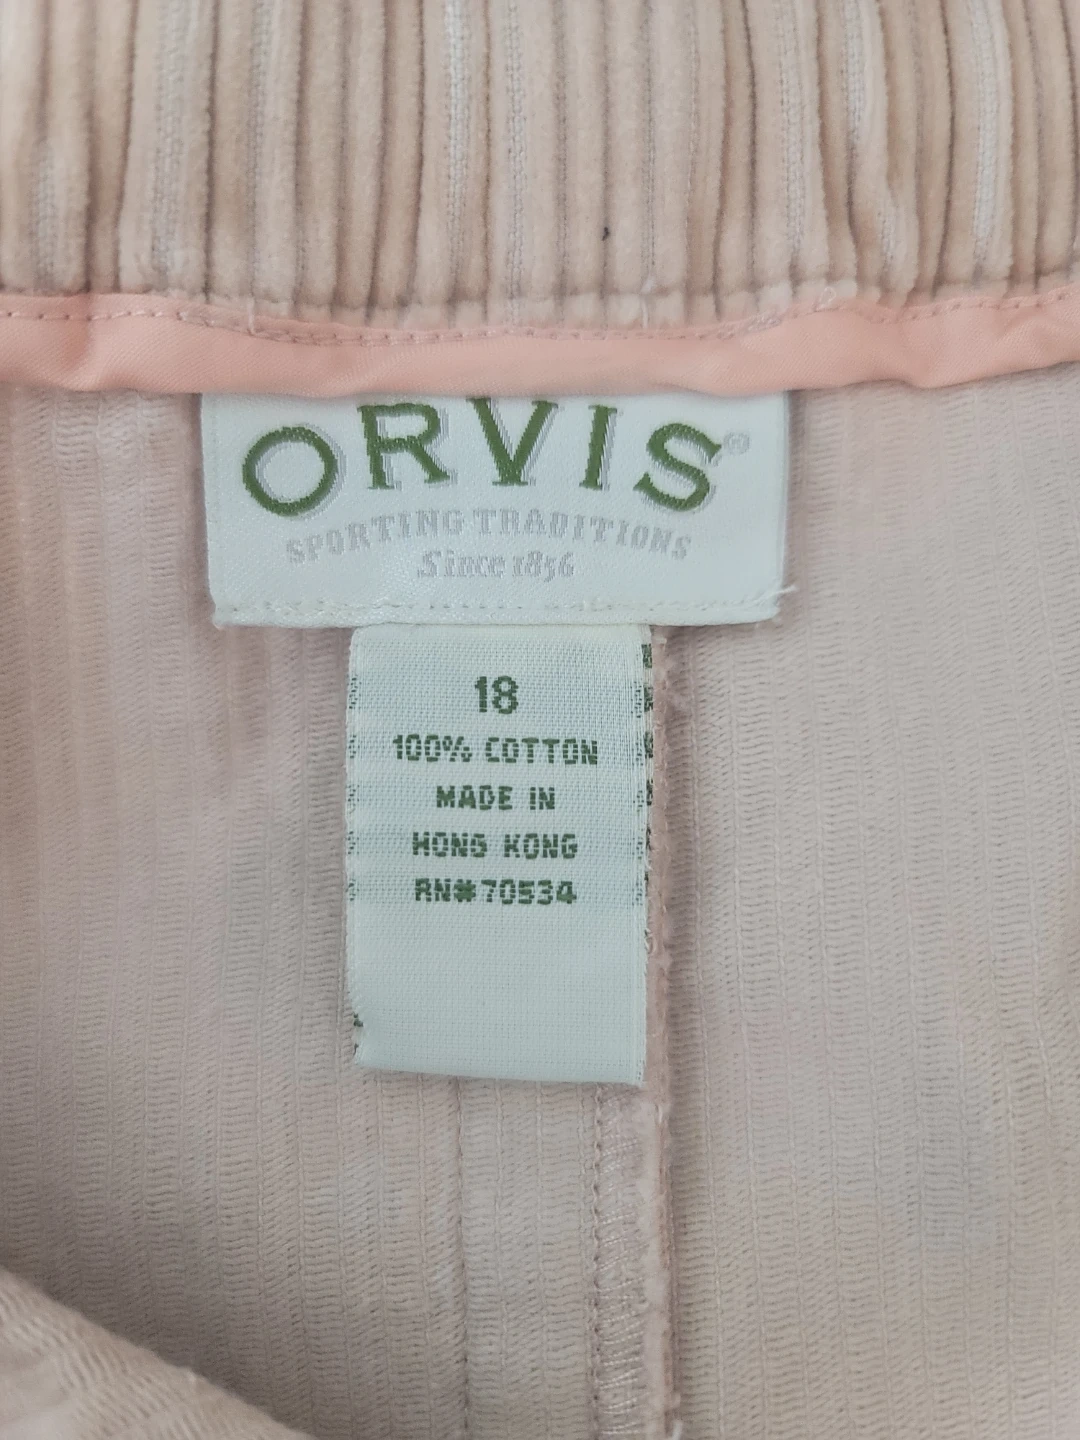 ORVIS®
SPORTING TRADITIONS
Since 1856
18
100% COTTON
MADE IN
HONG KONG
RN#70534